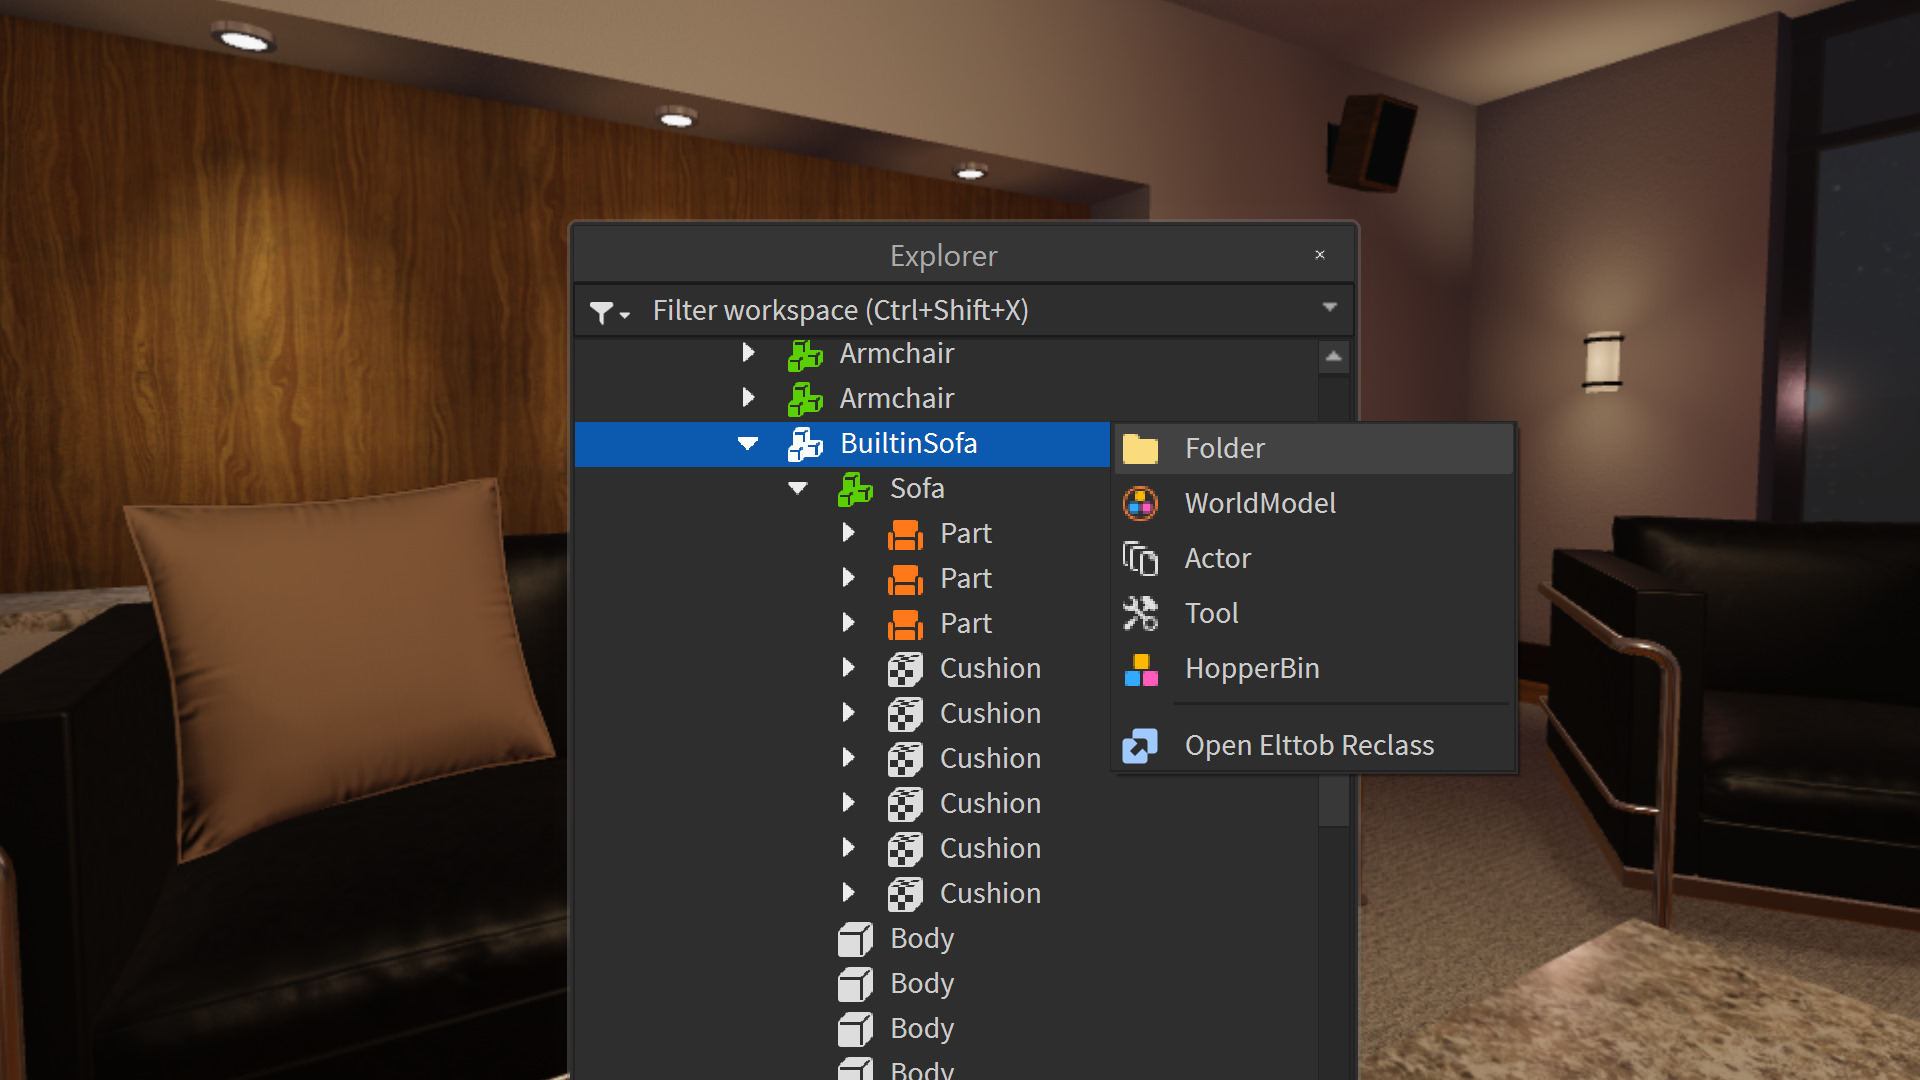 Explorer
Filter workspace (Ctrl+Shift+X)
Armchair
Armchair
BuiltinSofa
Sofa
Part
Part
Part
Cushion
Cushion
Cushion
Cushion
Cushion
Cushion
Body
Body
Body
Body
Folder
WorldModel
Actor
Tool
HopperBin
Open Elttob Reclass